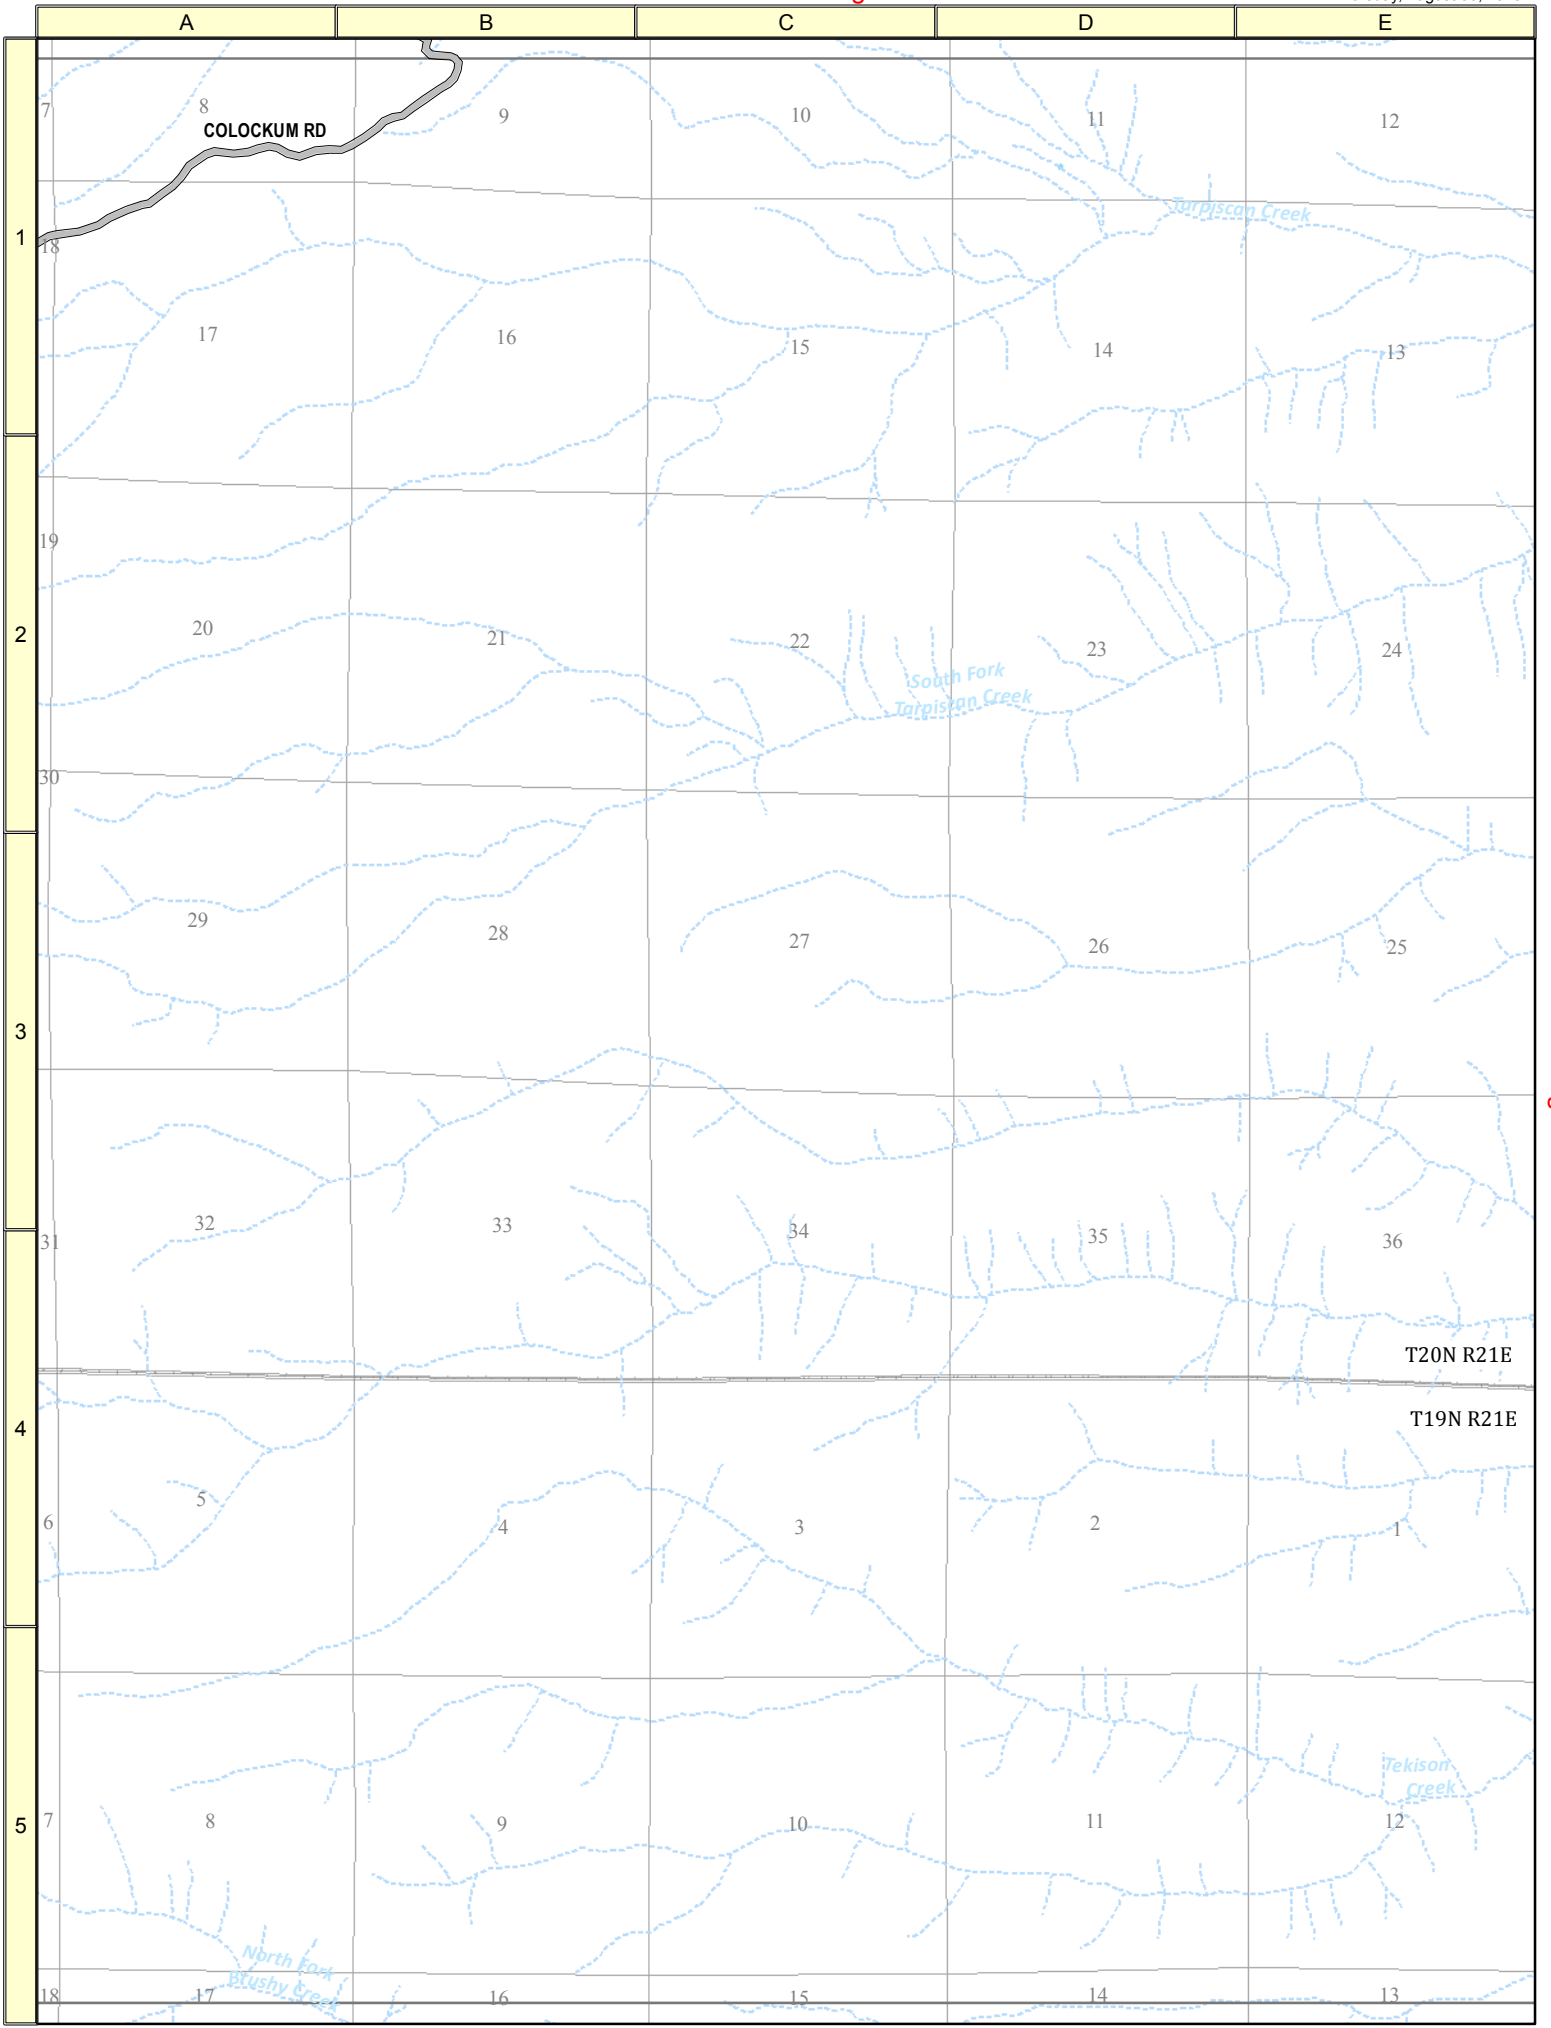 A B C D E
7 8 9 10 11 12
COLOCKUM RD
Tarpiscan Creek
1
18
17 16 15 14 13
19
2
20 21 22 23 24
South Fork
Tarpiscan Creek
30
29 28 27 26 25
3
31 32 33 34 35 36
T20N R21E
T19N R21E
4
6 5 4 3 2 1
Tekison
Creek
5
7 8 9 10 11 12
North Fork
Brushy Creek
18 17 16 15 14 13